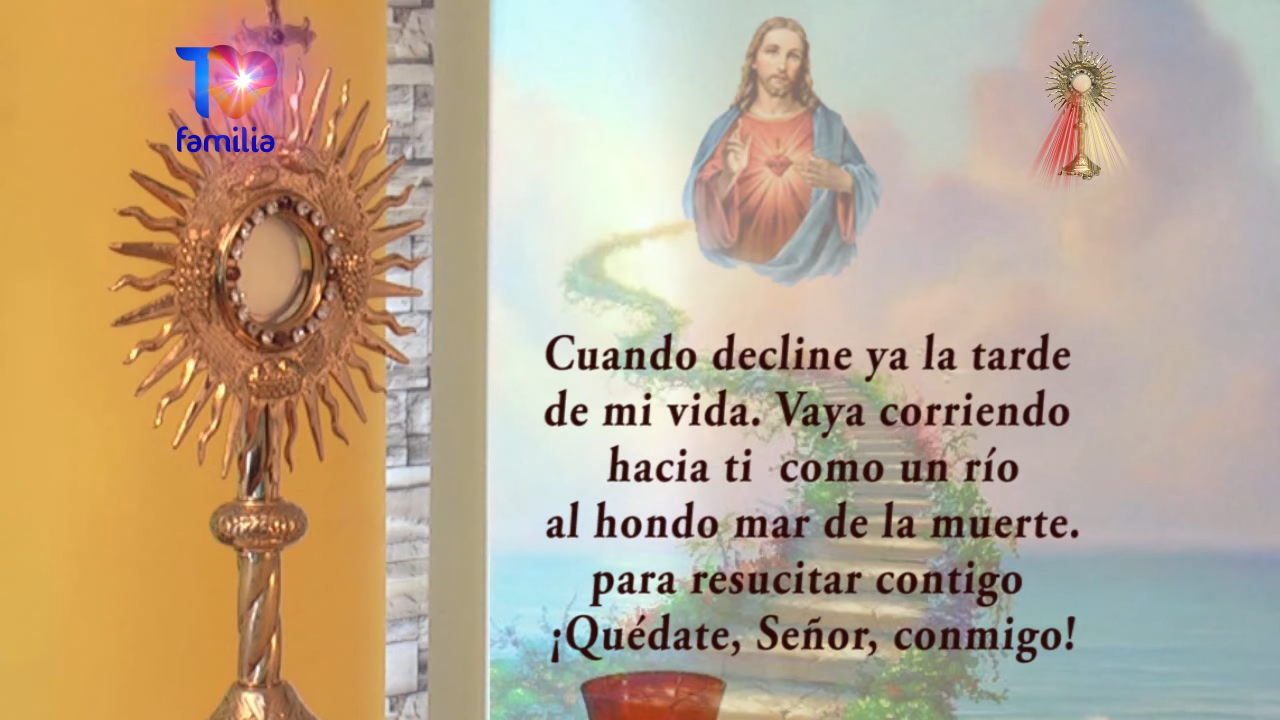 familia
Cuando decline ya la tarde
de mi vida. Vaya corriendo
hacia ti como un río
al hondo mar de la muerte.
para resucitar contigo
¡Quédate, Señor, conmigo!